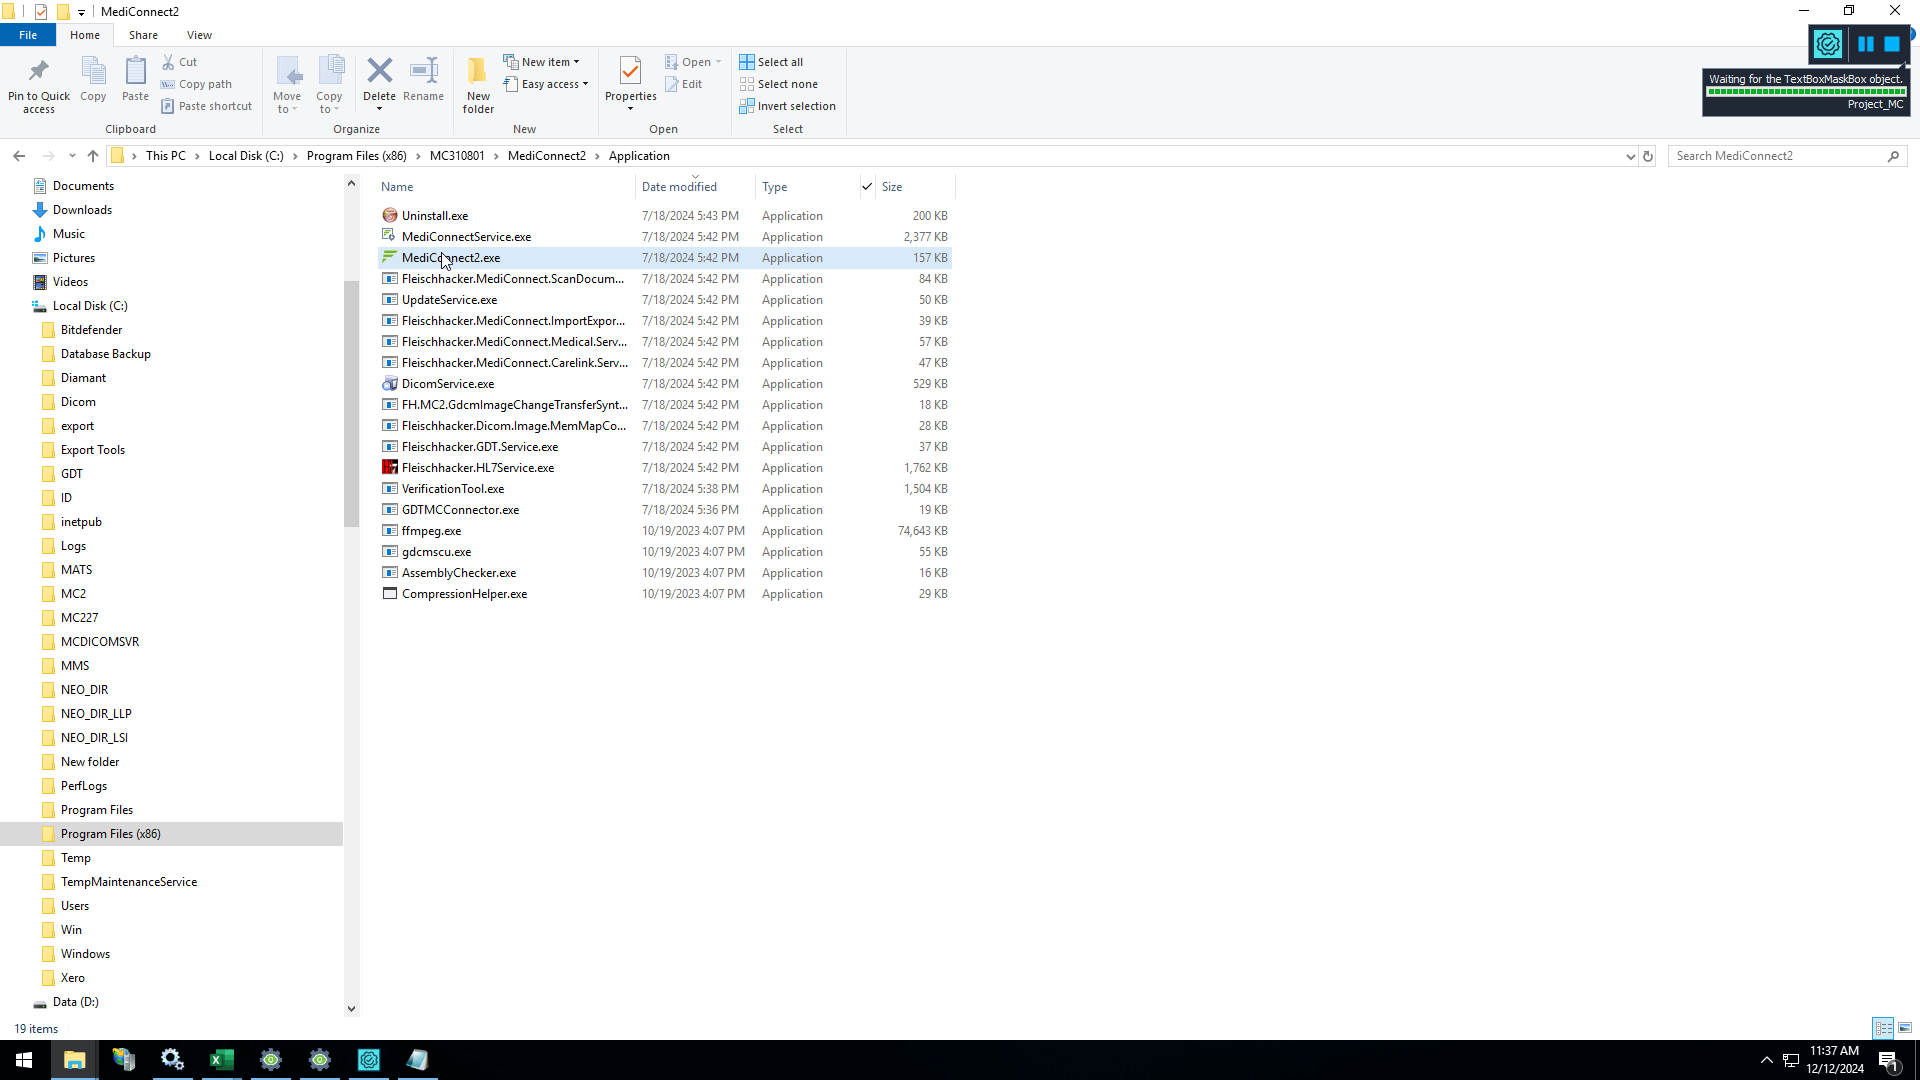 MediConnect2
File
Home
Share
View
Pin to Quick access
Copy
Paste
Cut
Copy path
Paste shortcut
Clipboard
Move to
Copy to
Delete
Rename
Organize
New folder
New item
Easy access
New
Properties
Open
Edit
Open
Select all
Select none
Invert selection
Select
Waiting for the TextBoxMaskBox object.
Project_MC
This PC > Local Disk (C:) > Program Files (x86) > MC310801 > MediConnect2 > Application
Search MediConnect2
Documents
Downloads
Music
Pictures
Videos
Local Disk (C:)
Bitdefender
Database Backup
Diamant
Dicom
export
Export Tools
GDT
ID
inetpub
Logs
MATS
MC2
MC227
MCDICOMSVR
MMS
NEO_DIR
NEO_DIR_LLP
NEO_DIR_LSI
New folder
PerfLogs
Program Files
Program Files (x86)
Temp
TempMaintenanceService
Users
Win
Windows
Xero
Data (D:)
Name Date modified Type Size
Uninstall.exe 7/18/2024 5:43 PM Application 200 KB
MediConnectService.exe 7/18/2024 5:42 PM Application 2,377 KB
MediConnect2.exe 7/18/2024 5:42 PM Application 157 KB
Fleischhacker.MediConnect.ScanDocum... 7/18/2024 5:42 PM Application 84 KB
UpdateService.exe 7/18/2024 5:42 PM Application 50 KB
Fleischhacker.MediConnect.ImportExpor... 7/18/2024 5:42 PM Application 39 KB
Fleischhacker.MediConnect.Medical.Serv... 7/18/2024 5:42 PM Application 57 KB
Fleischhacker.MediConnect.Carelink.Serv... 7/18/2024 5:42 PM Application 47 KB
DicomService.exe 7/18/2024 5:42 PM Application 529 KB
FH.MC2.GdcmImageChangeTransferSynt... 7/18/2024 5:42 PM Application 18 KB
Fleischhacker.Dicom.Image.MemMapCo... 7/18/2024 5:42 PM Application 28 KB
Fleischhacker.GDT.Service.exe 7/18/2024 5:42 PM Application 37 KB
Fleischhacker.HL7Service.exe 7/18/2024 5:42 PM Application 1,762 KB
VerificationTool.exe 7/18/2024 5:38 PM Application 1,504 KB
GDTMCConnector.exe 7/18/2024 5:36 PM Application 19 KB
ffmpeg.exe 10/19/2023 4:07 PM Application 74,643 KB
gdcmscu.exe 10/19/2023 4:07 PM Application 55 KB
AssemblyChecker.exe 10/19/2023 4:07 PM Application 16 KB
CompressionHelper.exe 10/19/2023 4:07 PM Application 29 KB
19 items
11:37 AM
12/12/2024
1